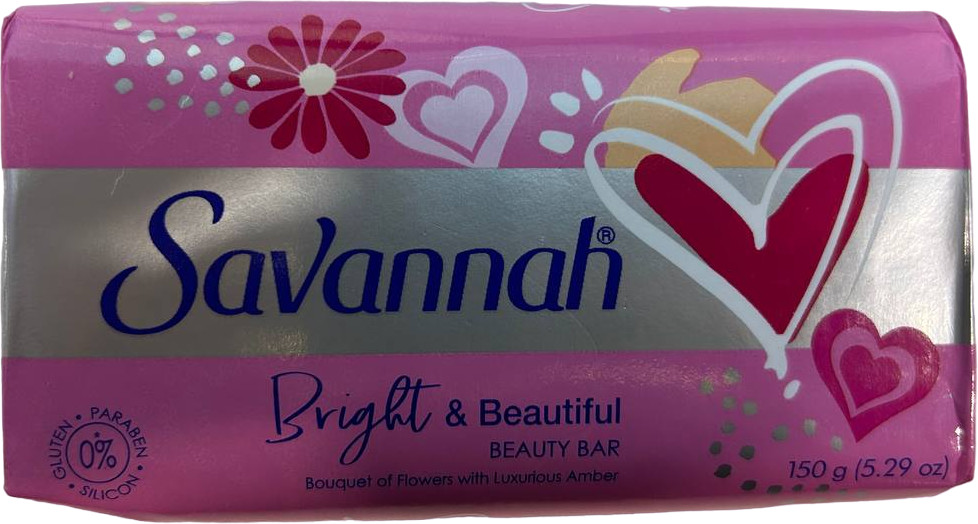 Savannah®
Bright & Beautiful
BEAUTY BAR
Bouquet of Flowers with Luxurious Amber
GLUTEN • PARABEN • SILICON •
0%
150 g (5.29 oz)